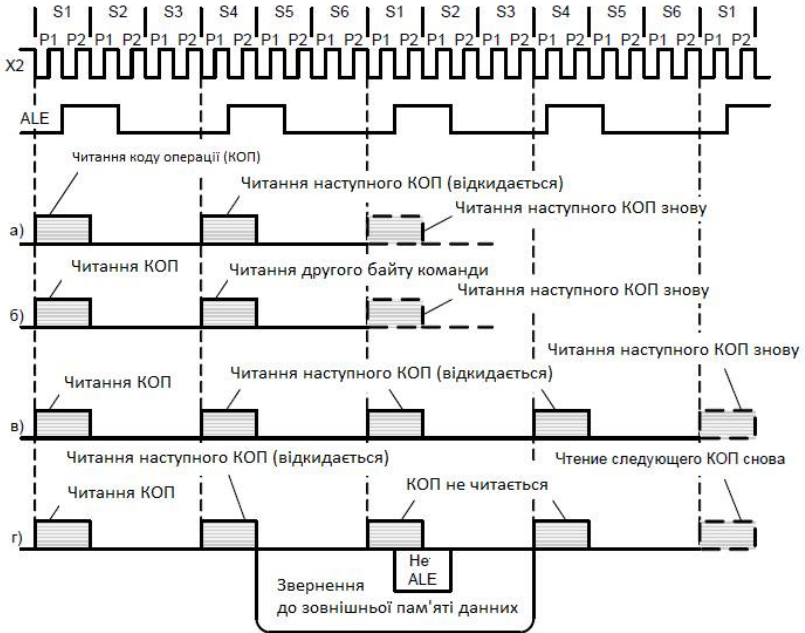 S1 S2 S3 S4 S5 S6 S1 S2 S3 S4 S5 S6 S1
P1 P2 P1 P2 P1 P2 P1 P2 P1 P2 P1 P2 P1 P2 P1 P2 P1 P2 P1 P2 P1 P2 P1 P2 P1 P2
X2
ALE
Читання коду операції (КОП)
Читання наступного КОП (відкидається)
Читання наступного КОП знову
а)
Читання КОП
Читання другого байту команди
Читання наступного КОП знову
б)
Читання наступного КОП знову
Читання КОП
Читання наступного КОП (відкидається)
в)
Читання наступного КОП (відкидається)
Чтение следующего КОП снова
Читання КОП
КОП не читається
г)
Не
ALE
Звернення
до зовнішньої пам'яті данних